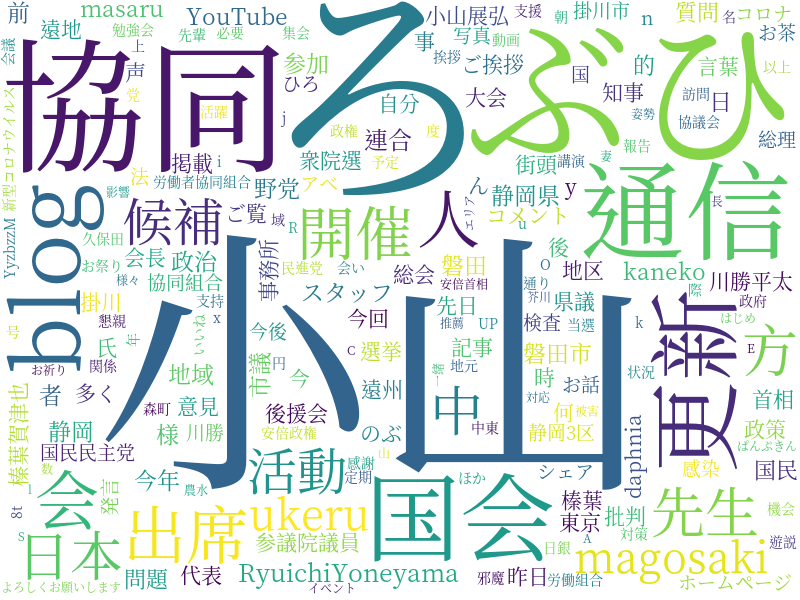 前 masaru YouTube 小山展弘 掛川市 n 質問 名 コロナ
会議 遠地 勉強会 先輩 必要 集会 事 写真 動画 支援 朝 お茶
上 声 参加 ひろ ご挨拶 挨拶 的 国 言葉 以上
協同 ろ ぶ ひ
党 活躍 j 自分 大会 知事 訪問 日 協議会 総理
新型コロナウイルス 法 掲載 i 政権 連合 度 予定 姿勢
影響 労働者協同組合 衆院選 街頭 講演 k 報告
YyzbzzM blog 候補 ご覧 域 野党 アベ ん 静岡県 y 妻
開催 人 エリア コメント u 通信 長
久保田 お祭り 会長 政治 事務所 R 民進党 会い 総会 磐田 後 O 地区 kaneko 川勝平太
様々 協同組合 スタッフ 安倍首相 先日 通り 芥川 県議 際 政府
号 掛川 懇親 支持 x 今後 今回 推薦 UP 検査 当選 k はじめ
年 氏 いいね 円 C 選挙 記事 一緒 地元 磐田市 更新 方 E
お祈り 関係 地域 市議 今 小山 中 時 お話 状況 首相
榛葉賀津也 者 多く 森町 意見 後援会 遠州 対応 何 被害 政策
静岡 様 川勝 安倍政権 のぶ 中東 静岡3区 daphnia ばんぶきん
国民民主党 発言 今年 農水 活動 感謝 定期 山 ほか シェア 感染 国民
数 l 8t 会 出席 ukeru 国会 榛葉 東京 批判 先生 機会
S 日本 参議院議員 日銀 A 対策 magosaki 遊説
問題 代表 RyuichiYoneyama 邪魔 昨日 労働組合 ホームページ
よろしくお願いします イベント